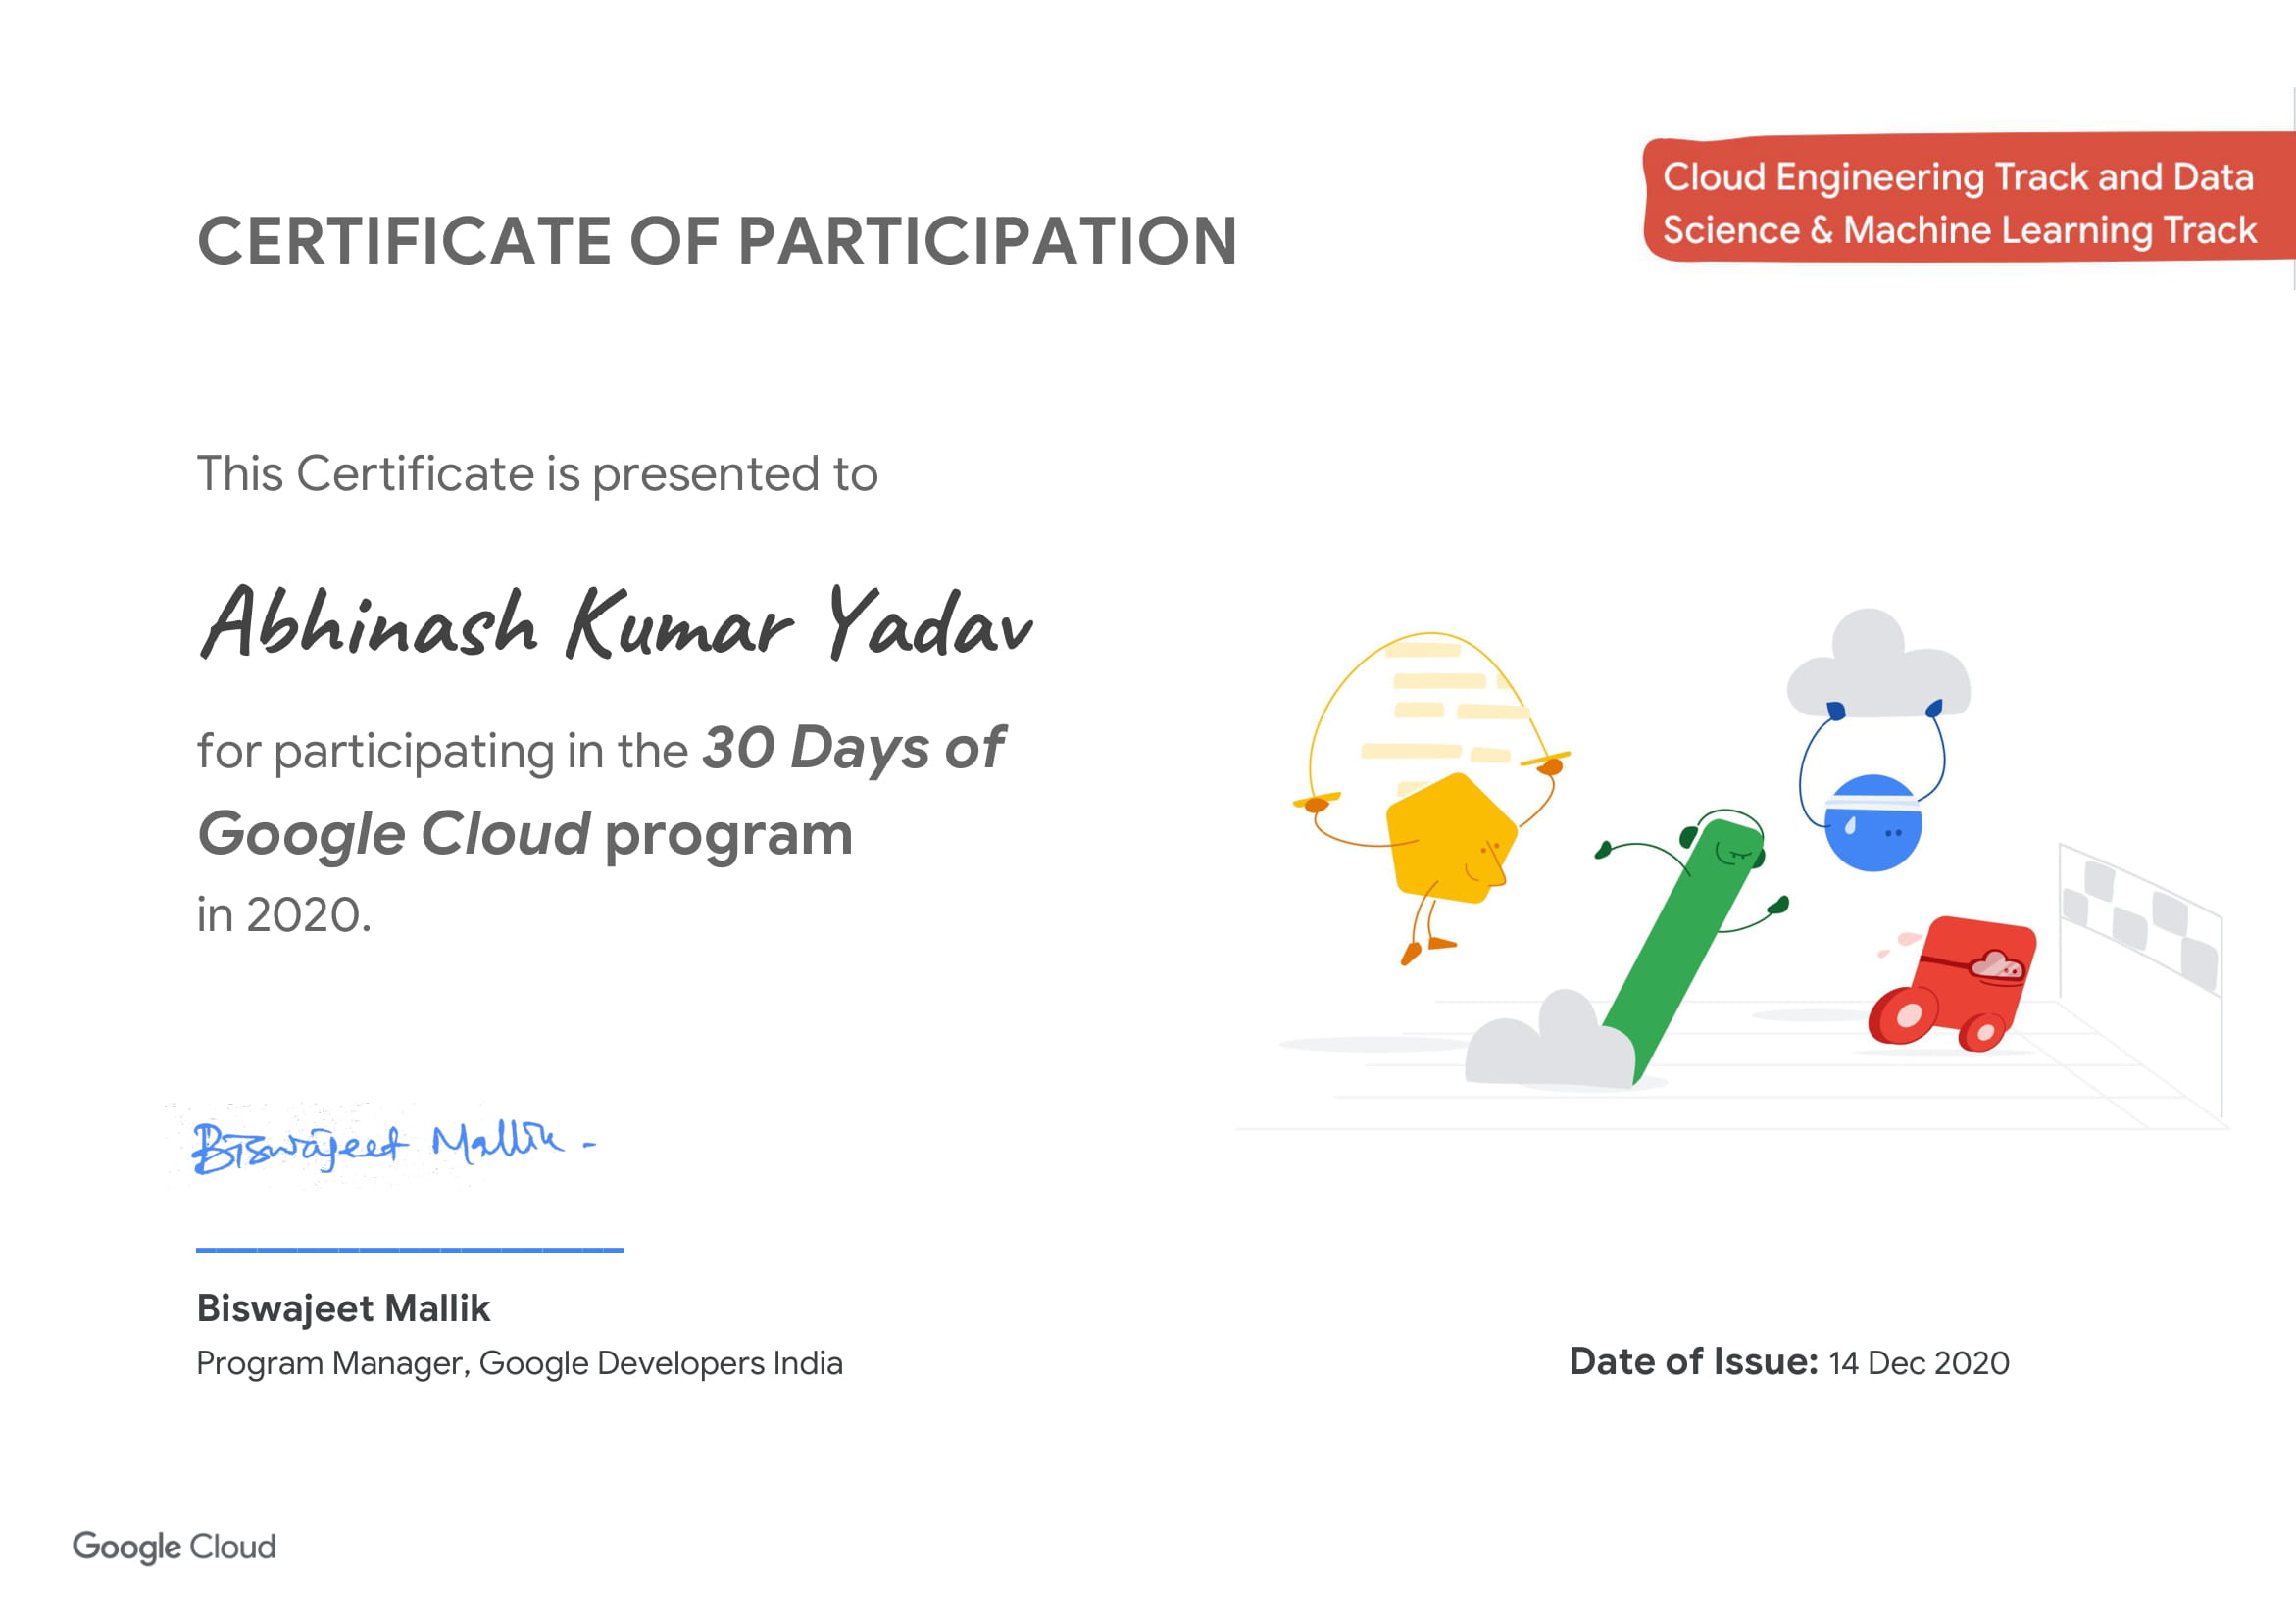 Cloud Engineering Track and Data
Science & Machine Learning Track
CERTIFICATE OF PARTICIPATION
This Certificate is presented to
Abhinash Kumar Yadav
for participating in the 30 Days of
Google Cloud program
in 2020.
Biswajeet Mallik -
Biswajeet Mallik
Program Manager, Google Developers India
Date of Issue: 14 Dec 2020
Google Cloud